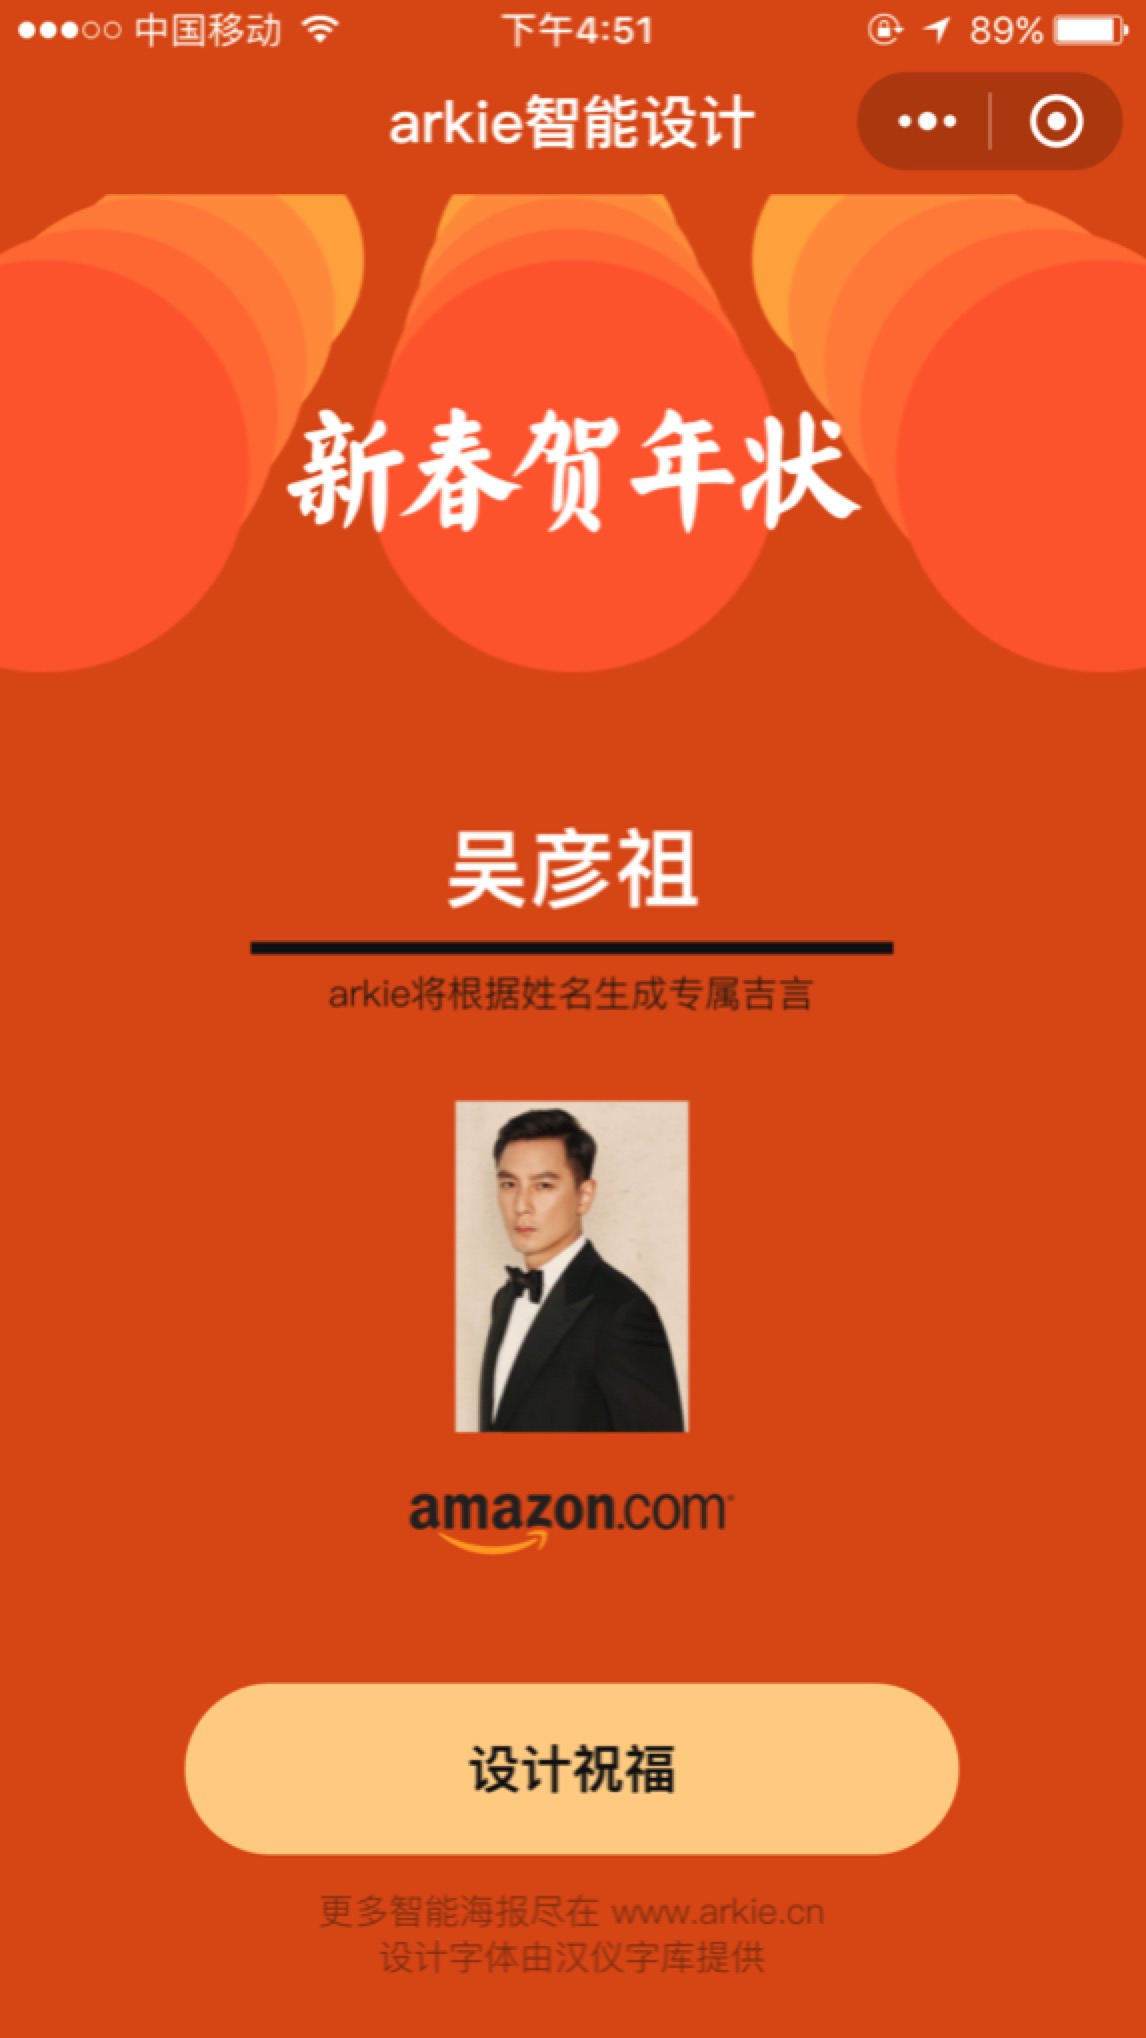 中国移动 下午4:51 89%
arkie智能设计
新春贺年状
吴彦祖
arkie将根据姓名生成专属吉言
amazon.com
设计祝福
更多智能海报尽在 www.arkie.cn
设计字体由汉仪字库提供